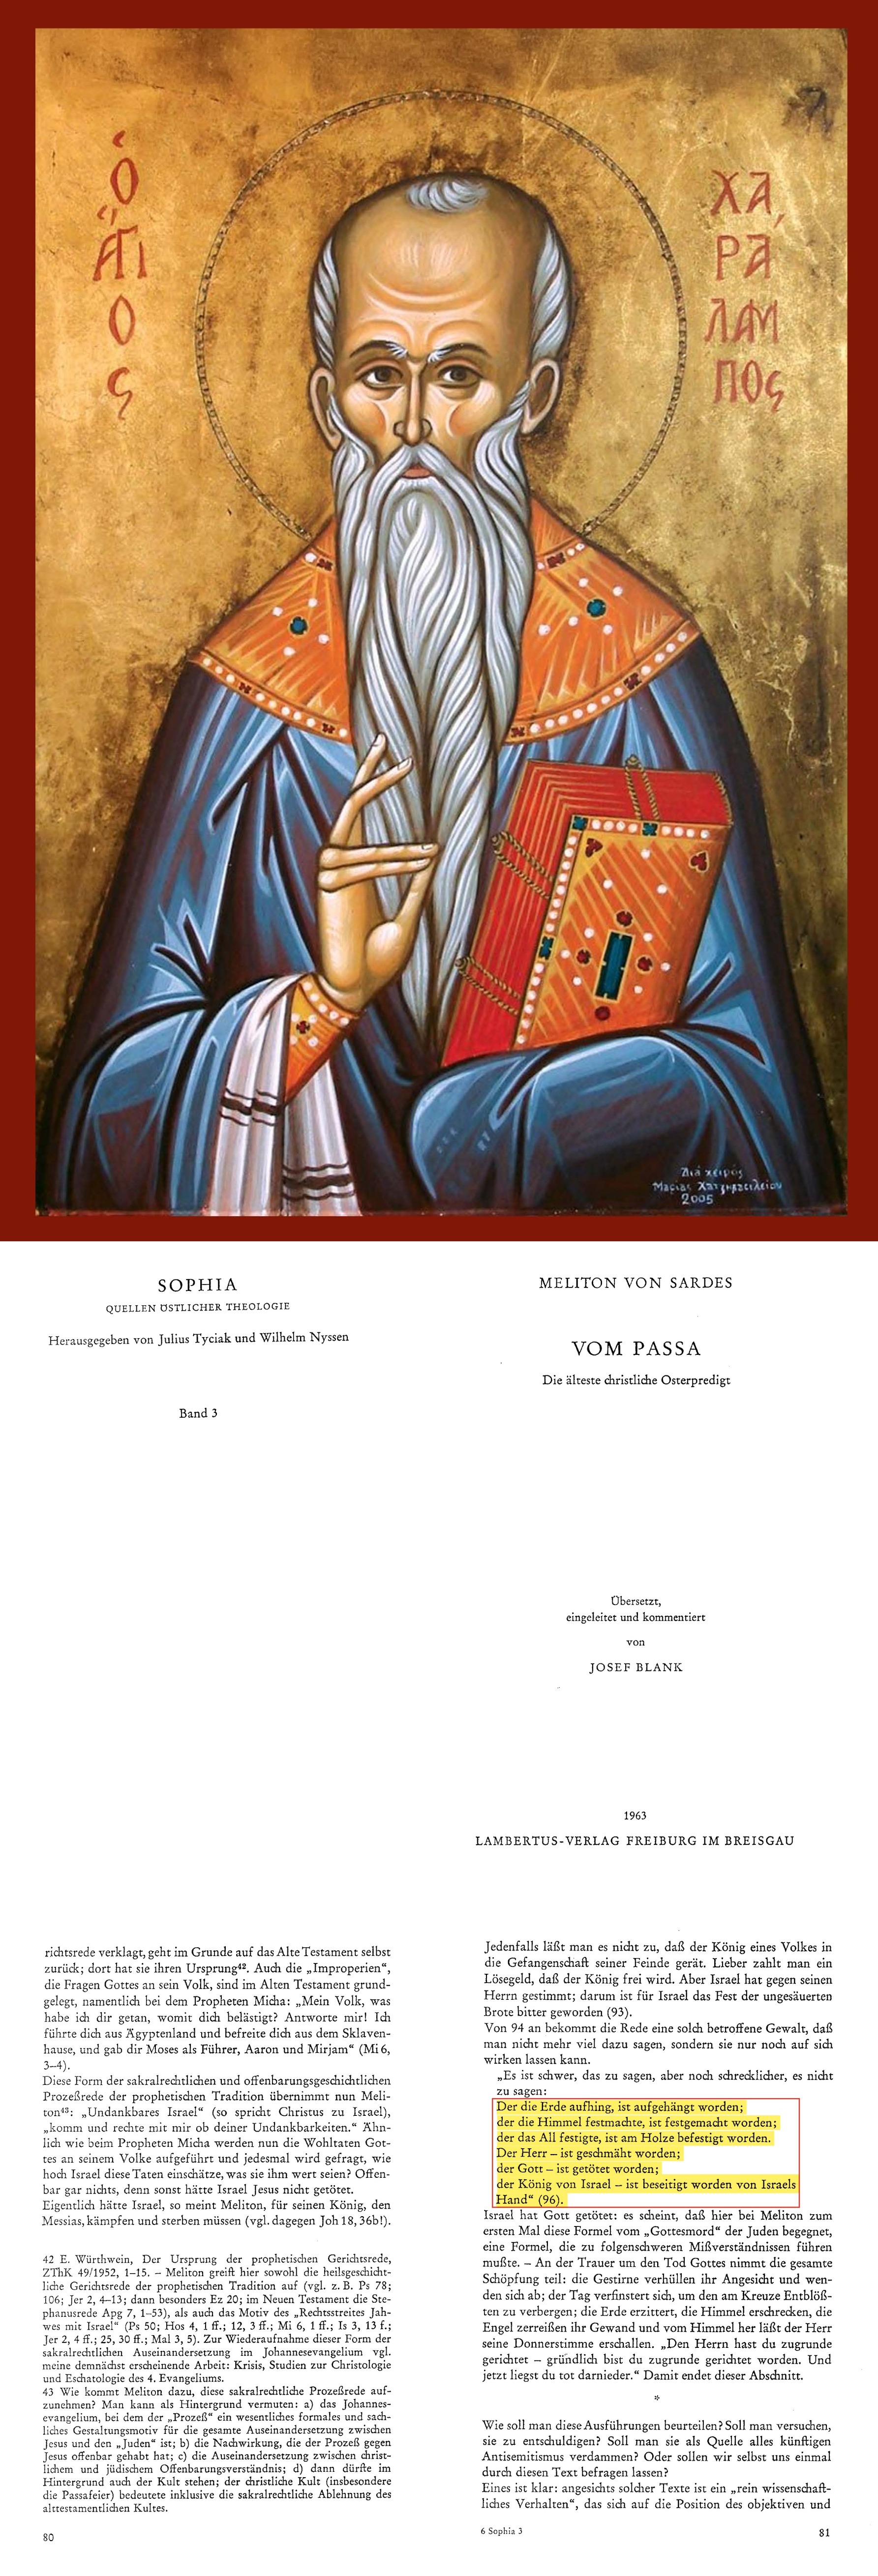 ὁ
ἅγι
ο
ς
ΧΑ
ΡΑ
ΛΑΜ
ΠΟς
Διὰ χειρὸς
Μαρίας Χατζηβασιλείου
2005
SOPHIA
QUELLEN ÖSTLICHER THEOLOGIE
Herausgegeben von Julius Tyciak und Wilhelm Nyssen
Band 3
MELITON VON SARDES
VOM PASSA
Die älteste christliche Osterpredigt
Übersetzt,
eingeleitet und kommentiert
von
JOSEF BLANK
1963
LAMBERTUS-VERLAG FREIBURG IM BREISGAU
richtsrede verklagt, geht im Grunde auf das Alte Testament selbst
zurück; dort hat sie ihren Ursprung⁴². Auch die „Improperien“,
die Fragen Gottes an sein Volk, sind im Alten Testament grund-
gelegt, namentlich bei dem Propheten Micha: „Mein Volk, was
habe ich dir getan, womit dich belästigt? Antworte mir! Ich
führte dich aus Ägyptenland und befreite dich aus dem Sklaven-
hause, und gab dir Moses als Führer, Aaron und Mirjam“ (Mi 6,
3–4).
Diese Form der sakralrechtlichen und offenbarungsgeschichtlichen
Prozeßrede der prophetischen Tradition übernimmt nun Meli-
ton⁴³: „Undankbares Israel“ (so spricht Christus zu Israel),
„komm und rechte mit mir ob deiner Undankbarkeiten.“ Ähn-
lich wie beim Propheten Micha werden nun die Wohltaten Got-
tes an seinem Volke aufgeführt und jedesmal wird gefragt, wie
hoch Israel diese Taten einschätze, was sie ihm wert seien? Offen-
bar gar nichts, denn sonst hätte Israel Jesus nicht getötet.
Eigentlich hätte Israel, so meint Meliton, für seinen König, den
Messias, kämpfen und sterben müssen (vgl. dagegen Joh 18, 36b!).
42 E. Würthwein, Der Ursprung der prophetischen Gerichtsrede,
ZThK 49/1952, 1–15. – Meliton greift hier sowohl die heilsgeschicht-
liche Gerichtsrede der prophetischen Tradition auf (vgl. z. B. Ps 78;
106; Jer 2, 4–13; dann besonders Ez 20; im Neuen Testament die Ste-
phanusrede Apg 7, 1–53), als auch das Motiv des „Rechtsstreites Jah-
wes mit Israel“ (Ps 50; Hos 4, 1 ff.; 12, 3 ff.; Mi 6, 1 ff.; Is 3, 13 f.;
Jer 2, 4 ff.; 25, 30 ff.; Mal 3, 5). Zur Wiederaufnahme dieser Form der
sakralrechtlichen Auseinandersetzung im Johannesevangelium vgl.
meine demnächst erscheinende Arbeit: Krisis, Studien zur Christologie
und Eschatologie des 4. Evangeliums.
43 Wie kommt Meliton dazu, diese sakralrechtliche Prozeßrede auf-
zunehmen? Man kann als Hintergrund vermuten: a) das Johannes-
evangelium, bei dem der „Prozeß“ ein wesentliches formales und sach-
liches Gestaltungsmotiv für die gesamte Auseinandersetzung zwischen
Jesus und den „Juden“ ist; b) die Nachwirkung, die der Prozeß gegen
Jesus offenbar gehabt hat; c) die Auseinandersetzung zwischen christ-
lichem und jüdischem Offenbarungsverständnis; d) dann dürfte im
Hintergrund auch der Kult stehen; der christliche Kult (insbesondere
die Passafeier) bedeutete inklusive die sakralrechtliche Ablehnung des
alttestamentlichen Kultes.
80
Jedenfalls läßt man es nicht zu, daß der König eines Volkes in
die Gefangenschaft seiner Feinde gerät. Lieber zahlt man ein
Lösegeld, daß der König frei wird. Aber Israel hat gegen seinen
Herrn gestimmt; darum ist für Israel das Fest der ungesäuerten
Brote bitter geworden (93).
Von 94 an bekommt die Rede eine solch betroffene Gewalt, daß
man nicht mehr viel dazu sagen, sondern sie nur noch auf sich
wirken lassen kann.
„Es ist schwer, das zu sagen, aber noch schrecklicher, es nicht
zu sagen:
Der die Erde aufhing, ist aufgehängt worden;
der die Himmel festmachte, ist festgemacht worden;
der das All festigte, ist am Holze befestigt worden.
Der Herr – ist geschmäht worden;
der Gott – ist getötet worden;
der König von Israel – ist beseitigt worden von Israels
Hand“ (96).
Israel hat Gott getötet: es scheint, daß hier bei Meliton zum
ersten Mal diese Formel vom „Gottesmord“ der Juden begegnet,
eine Formel, die zu folgenschweren Mißverständnissen führen
mußte. – An der Trauer um den Tod Gottes nimmt die gesamte
Schöpfung teil: die Gestirne verhüllen ihr Angesicht und wen-
den sich ab; der Tag verfinstert sich, um den am Kreuze Entblöß-
ten zu verbergen; die Erde erzittert, die Himmel erschrecken, die
Engel zerreißen ihr Gewand und vom Himmel her läßt der Herr
seine Donnerstimme erschallen. „Den Herrn hast du zugrunde
gerichtet – gründlich bist du zugrunde gerichtet worden. Und
jetzt liegst du tot darnieder.“ Damit endet dieser Abschnitt.
*
Wie soll man diese Ausführungen beurteilen? Soll man versuchen,
sie zu entschuldigen? Soll man sie als Quelle alles künftigen
Antisemitismus verdammen? Oder sollen wir selbst uns einmal
durch diesen Text befragen lassen?
Eines ist klar: angesichts solcher Texte ist ein „rein wissenschaft-
liches Verhalten“, das sich auf die Position des objektiven und
6 Sophia 3
81